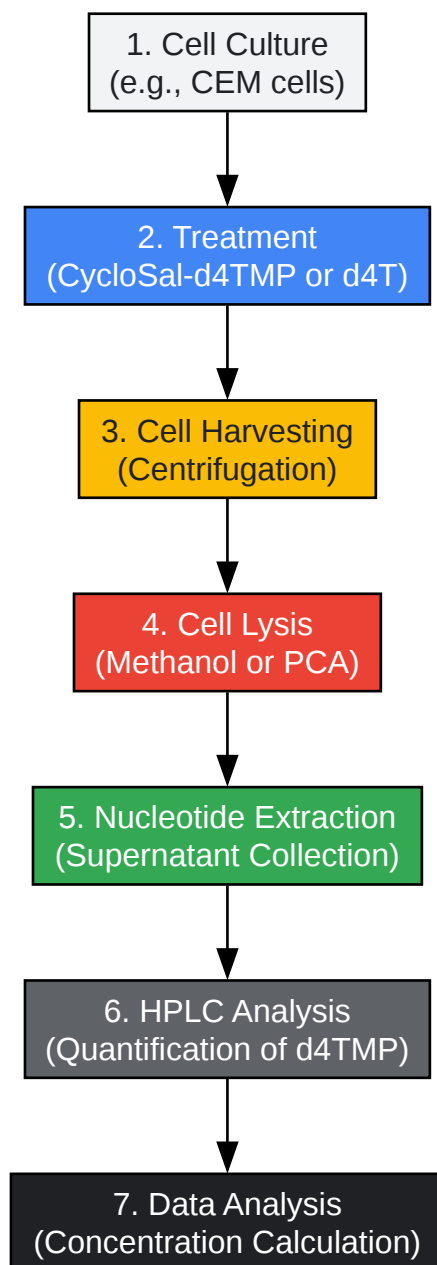 1. Cell Culture
(e.g., CEM cells)
2. Treatment
(CycloSal-d4TMP or d4T)
3. Cell Harvesting
(Centrifugation)
4. Cell Lysis
(Methanol or PCA)
5. Nucleotide Extraction
(Supernatant Collection)
6. HPLC Analysis
(Quantification of d4TMP)
7. Data Analysis
(Concentration Calculation)